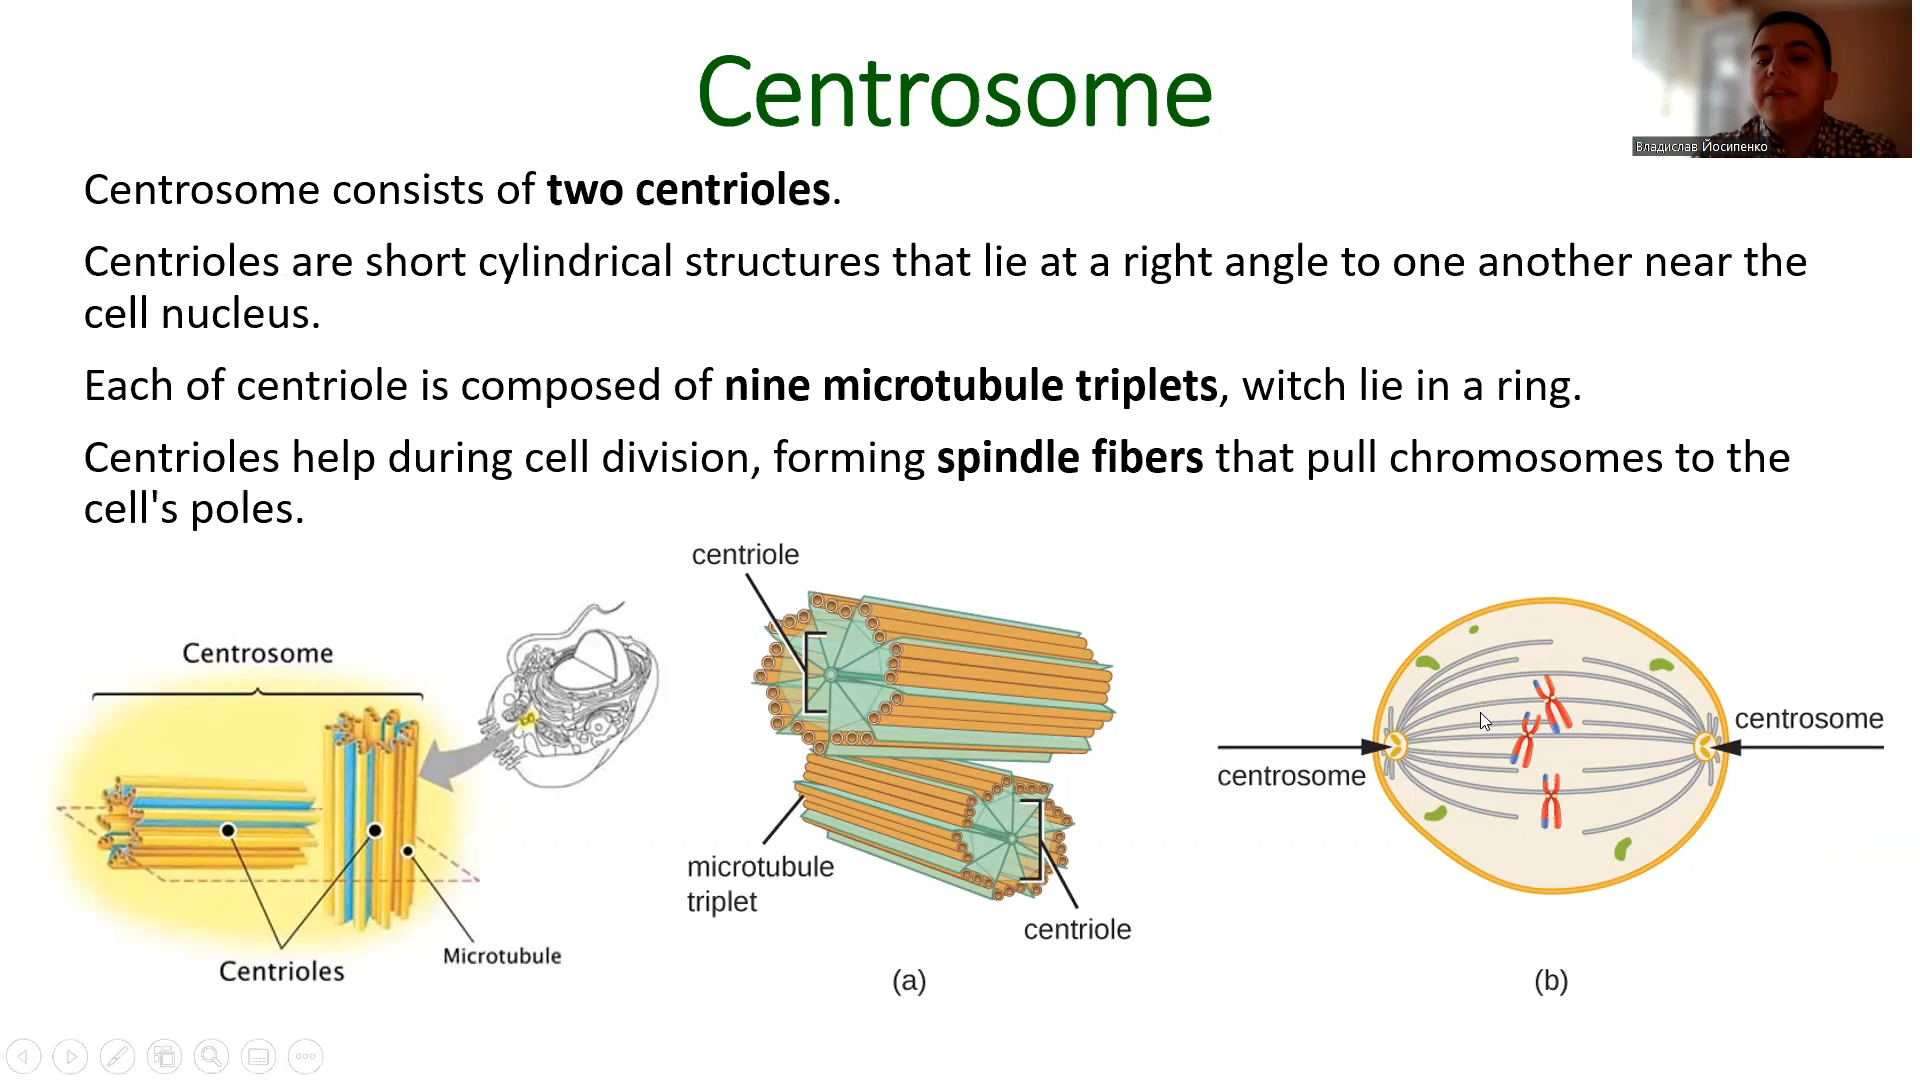 Centrosome
Владислав Йосипенко
Centrosome consists of two centrioles.
Centrioles are short cylindrical structures that lie at a right angle to one another near the
cell nucleus.
Each of centriole is composed of nine microtubule triplets, witch lie in a ring.
Centrioles help during cell division, forming spindle fibers that pull chromosomes to the
cell's poles.
Centrosome
Centrioles
Microtubule
centriole
microtubule
triplet
centriole
(a)
centrosome
centrosome
(b)